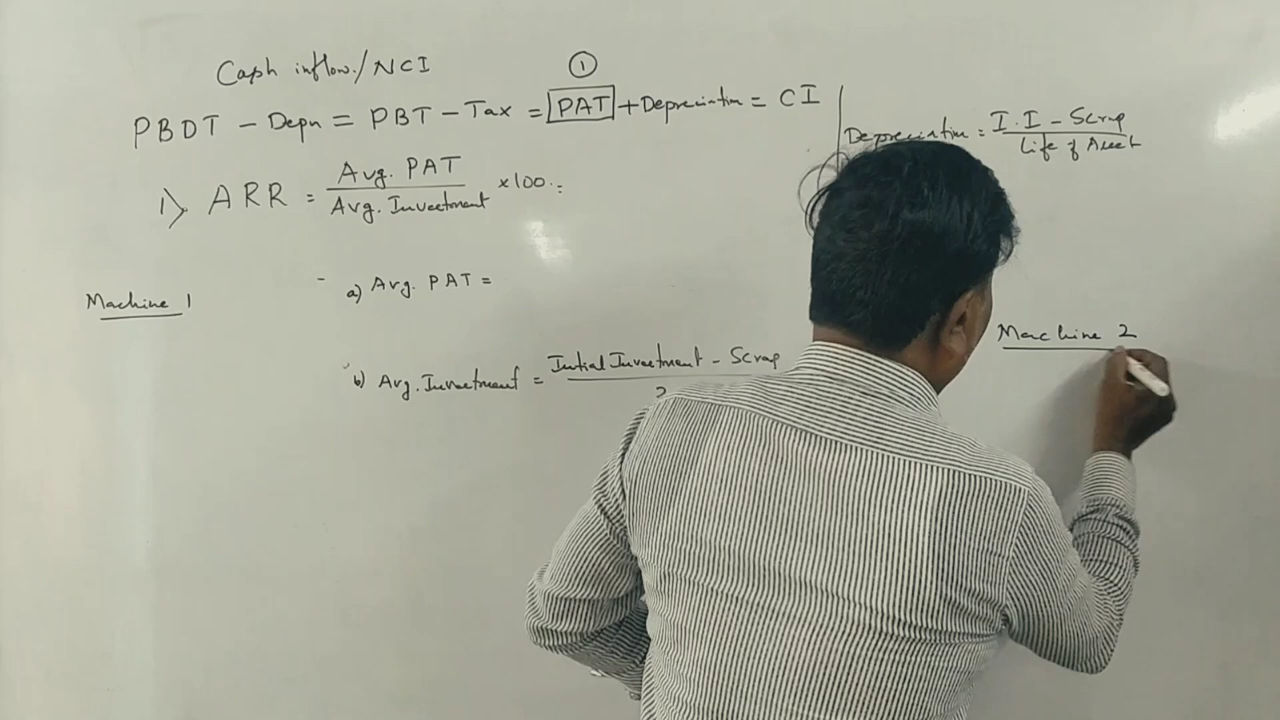 Cash inflow./NCI
①
PBDT - Depn = PBT - Tax = PAT + Depreciation = CI
Depreciation = I.I - Scrap
Life of Asset
1) ARR = Avg. PAT
Avg. Investment
×100.
a) Avg. PAT =
Machine 1
Machine 2
b) Avg. Investment = Initial Investment - Scrap
2